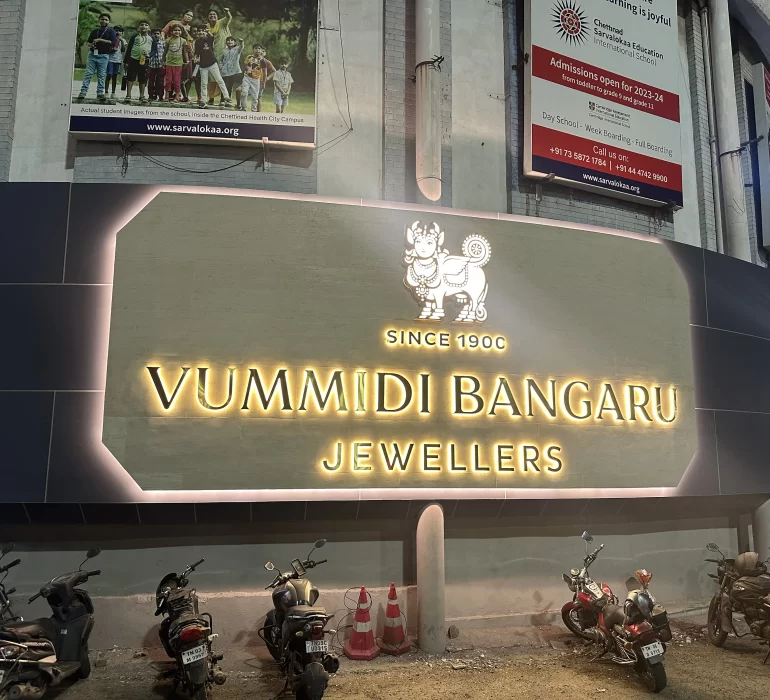 Actual student images from the school, inside the Chettinad Health City Campus
www.sarvalokaa.org
learning is joyful
Chettinad
Sarvalokaa Education
International School
Admissions open for 2023-24
from toddler to grade 9 and grade 11
Day School - Week Boarding - Full Boarding
Call us on:
+91 73 5872 1784 | +91 44 4742 9900
www.sarvalokaa.org
SINCE 1900
VUMMIDI BANGARU
JEWELLERS